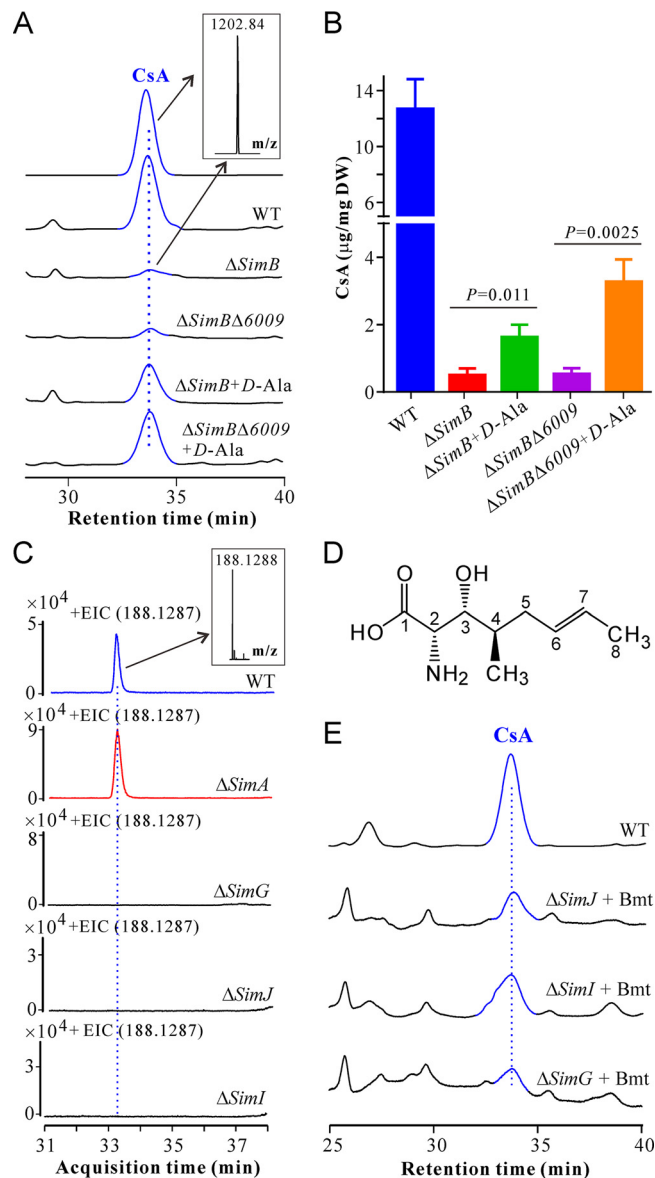 A
1202.84
CsA
m/z
WT
ΔSimB
ΔSimBΔ6009
ΔSimB+D-Ala
ΔSimBΔ6009
+D-Ala
30
35
40
Retention time (min)
B
CsA (µg/mg DW)
14
12
6
4
2
0
P=0.0025
P=0.011
WT
ΔSimB
ΔSimB+D-Ala
ΔSimBΔ6009
ΔSimBΔ6009+D-Ala
C
188.1288
m/z
×10⁴ +EIC (188.1287)
5
0
WT
×10⁴ +EIC (188.1287)
9
0
ΔSimA
×10⁴ +EIC (188.1287)
8
0
ΔSimG
×10⁴ +EIC (188.1287)
3
0
ΔSimJ
×10⁴ + EIC (188.1287)
3
0
ΔSimI
31
33
35
37
Acquisition time (min)
D
O
OH
HO
1
2
3
4
5
6
7
8
NH2
CH3
CH3
E
CsA
WT
ΔSimJ + Bmt
ΔSimI + Bmt
ΔSimG + Bmt
25
30
35
40
Retention time (min)